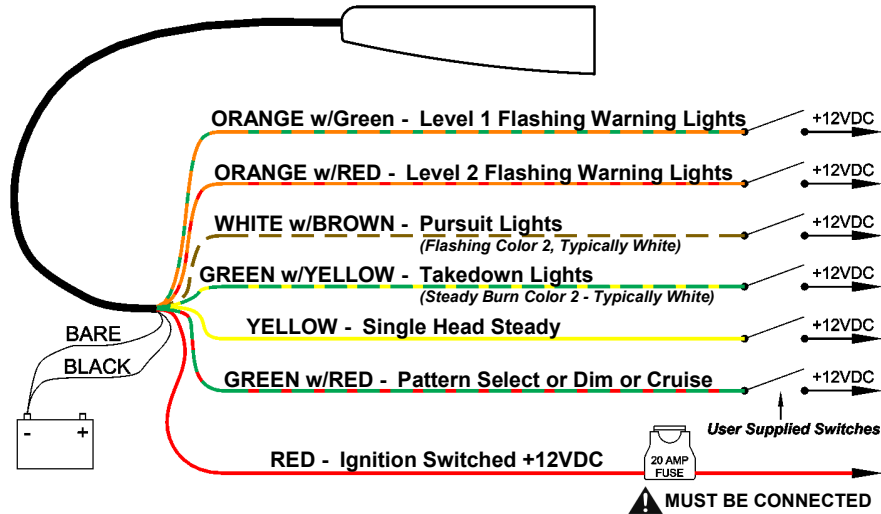 ORANGE w/Green - Level 1 Flashing Warning Lights
+12VDC
ORANGE w/RED - Level 2 Flashing Warning Lights
+12VDC
WHITE w/BROWN - Pursuit Lights
(Flashing Color 2, Typically White)
+12VDC
GREEN w/YELLOW - Takedown Lights
(Steady Burn Color 2 - Typically White)
+12VDC
YELLOW - Single Head Steady
+12VDC
BARE
BLACK
GREEN w/RED - Pattern Select or Dim or Cruise
+12VDC
User Supplied Switches
- +
RED - Ignition Switched +12VDC
20 AMP
FUSE
! MUST BE CONNECTED